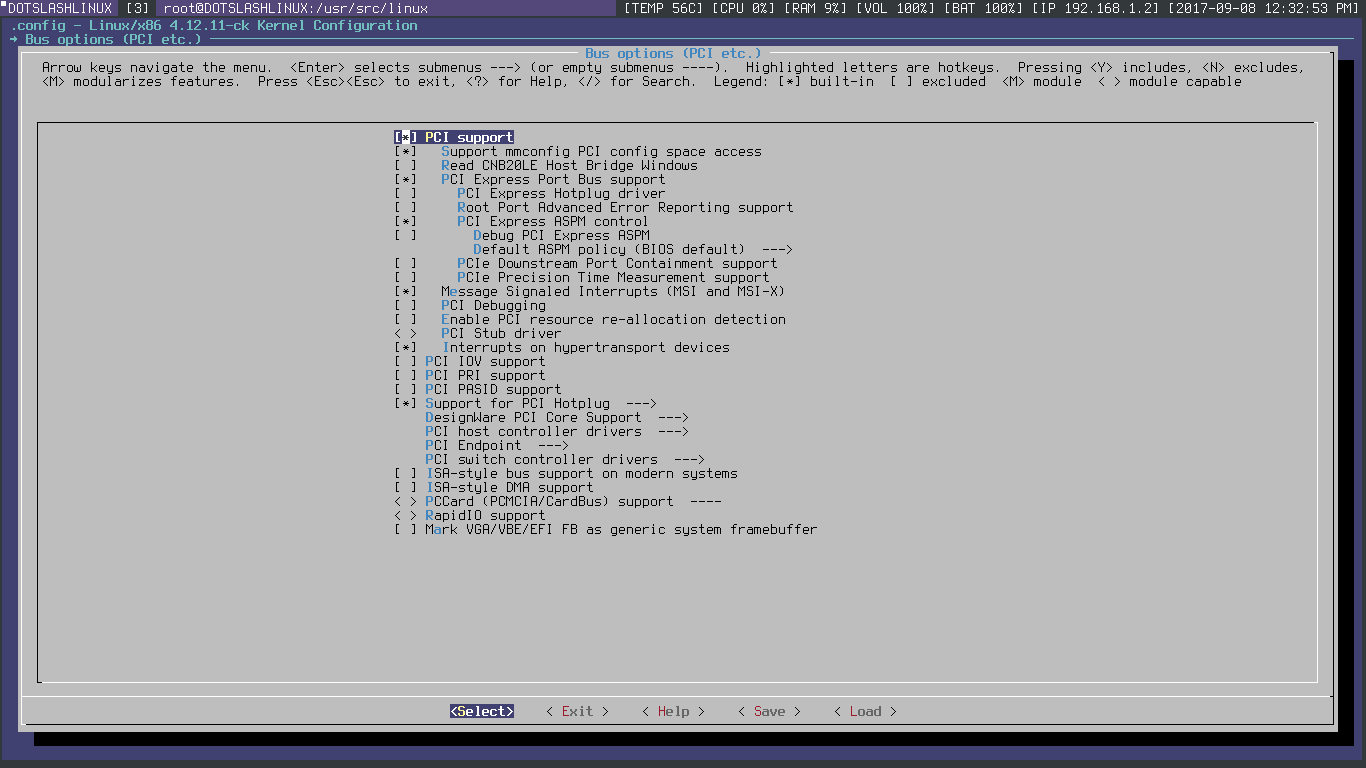 DOTSLASHLINUX [3] root@DOTSLASHLINUX:/usr/src/linux [TEMP 56C] [CPU 0%] [RAM 9%] [VOL 100%] [BAT 100%] [IP 192.168.1.2] [2017-09-08 12:32:53 PM]
.config - Linux/x86 4.12.11-ck Kernel Configuration
→ Bus options (PCI etc.)
Bus options (PCI etc.)
Arrow keys navigate the menu.  <Enter> selects submenus ---> (or empty submenus ----).  Highlighted letters are hotkeys.  Pressing <Y> includes, <N> excludes,
<M> modularizes features.  Press <Esc><Esc> to exit, <?> for Help, </> for Search.  Legend: [*] built-in  [ ] excluded  <M> module  < > module capable
[*] PCI support
[*]   Support mmconfig PCI config space access
[ ]   Read CNB20LE Host Bridge Windows
[*]   PCI Express Port Bus support
[ ]     PCI Express Hotplug driver
[ ]     Root Port Advanced Error Reporting support
[*]     PCI Express ASPM control
[ ]       Debug PCI Express ASPM
Default ASPM policy (BIOS default)  --->
[ ]     PCIe Downstream Port Containment support
[ ]     PCIe Precision Time Measurement support
[*]   Message Signaled Interrupts (MSI and MSI-X)
[ ]   PCI Debugging
[ ]   Enable PCI resource re-allocation detection
< >   PCI Stub driver
[*]   Interrupts on hypertransport devices
[ ] PCI IOV support
[ ] PCI PRI support
[ ] PCI PASID support
[*] Support for PCI Hotplug  --->
DesignWare PCI Core Support  --->
PCI host controller drivers  --->
PCI Endpoint  --->
PCI switch controller drivers  --->
[ ] ISA-style bus support on modern systems
[ ] ISA-style DMA support
< > PCCard (PCMCIA/CardBus) support  ----
< > RapidIO support
[ ] Mark VGA/VBE/EFI FB as generic system framebuffer
<Select>    < Exit >    < Help >    < Save >    < Load >